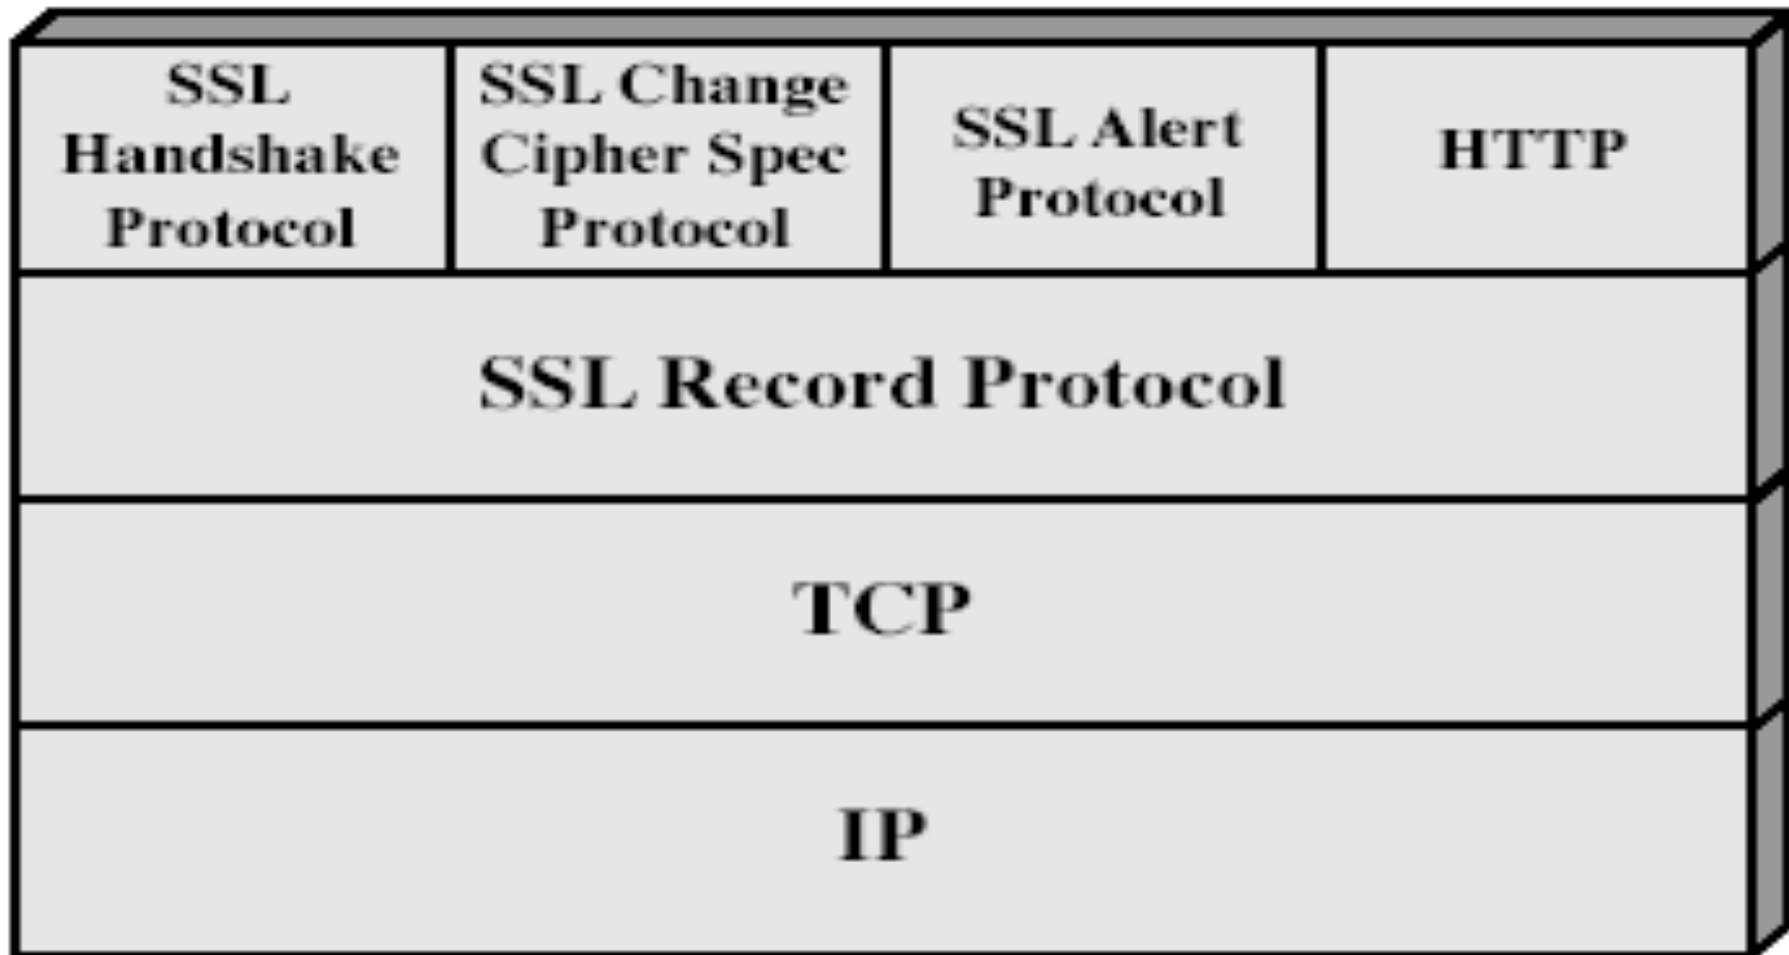 SSL
Handshake
Protocol
SSL Change
Cipher Spec
Protocol
SSL Alert
Protocol
HTTP
SSL Record Protocol
TCP
IP